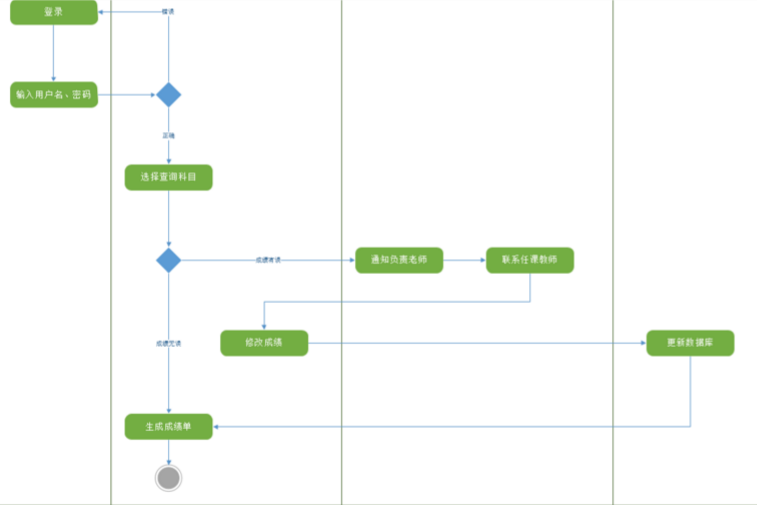 登录
错误
输入用户名、密码
正确
选择查询科目
成绩有误
通知负责老师
联系任课教师
成绩无误
修改成绩
更新数据库
生成成绩单